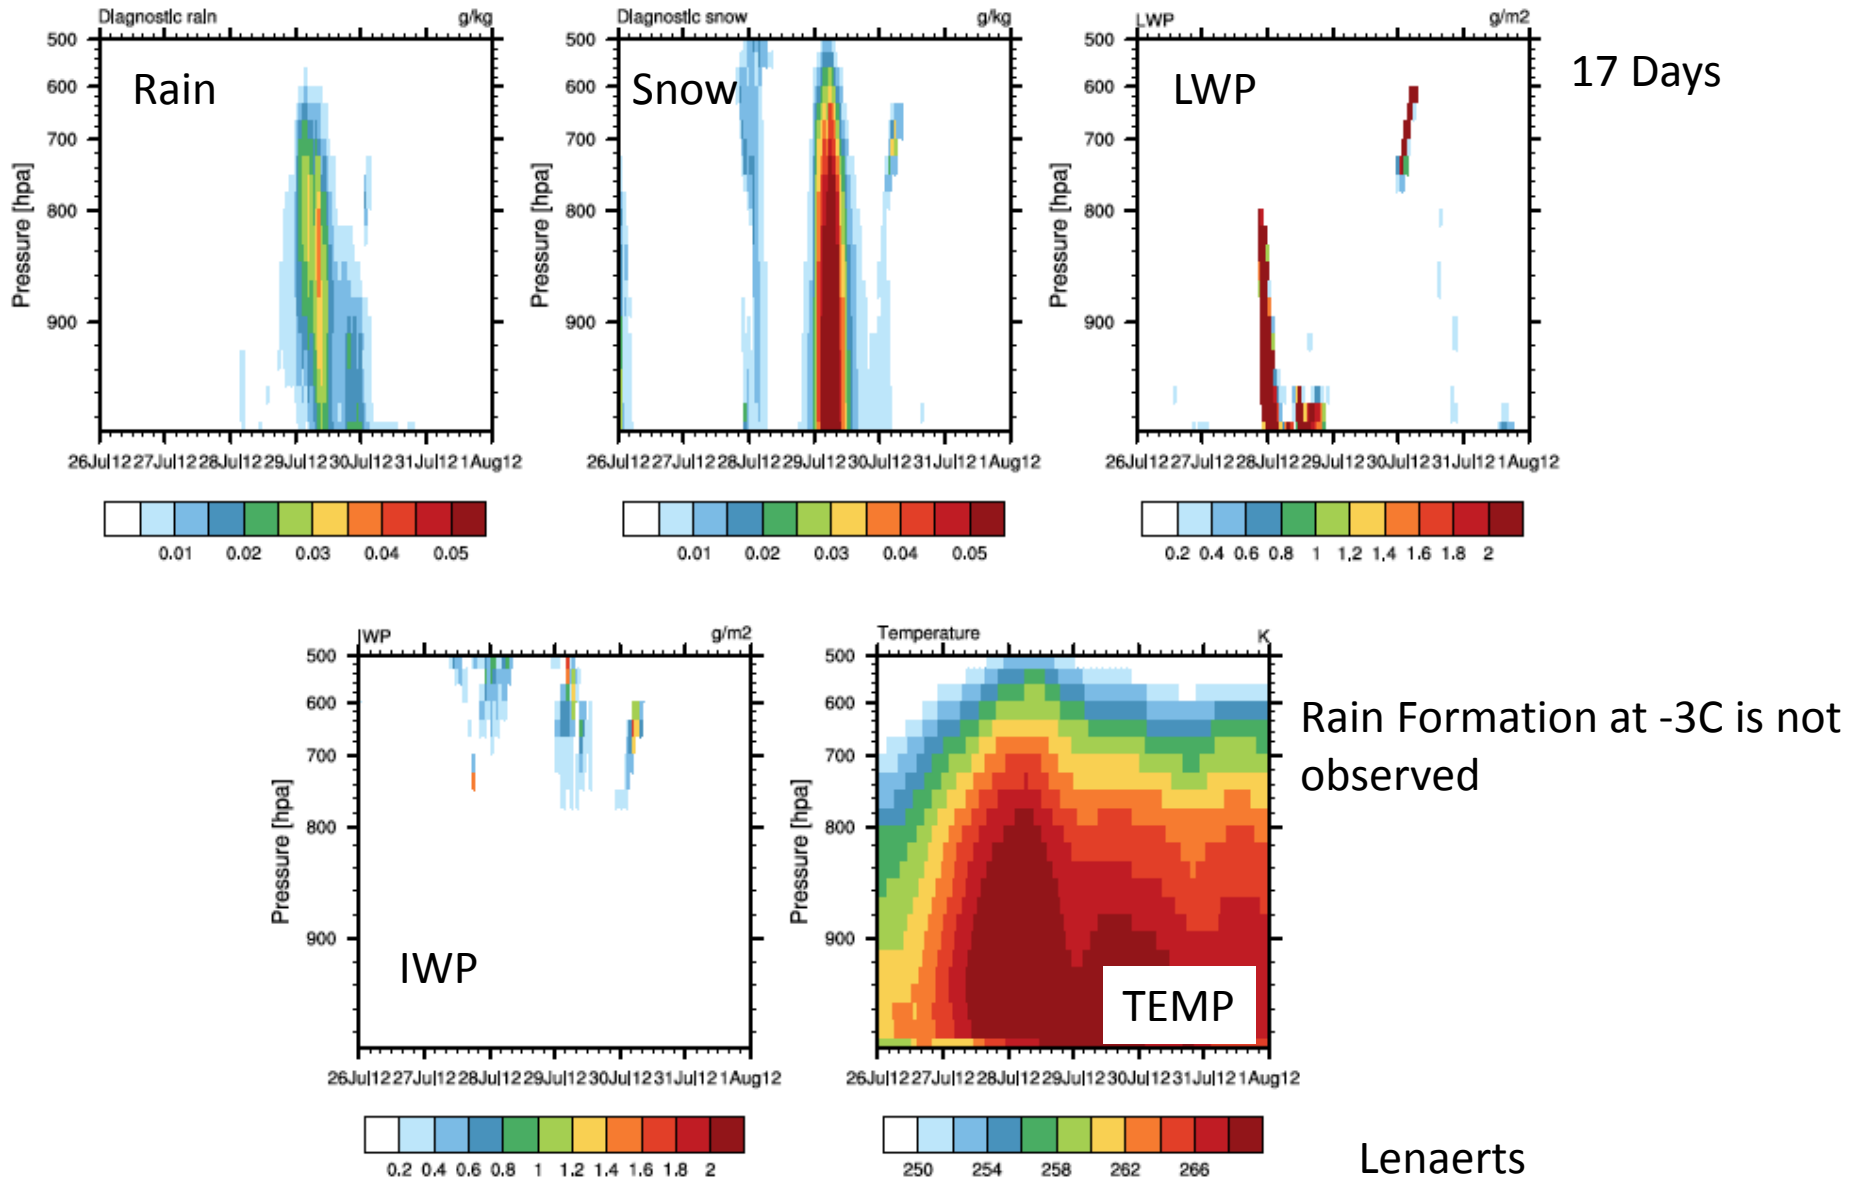 Diagnostic rain g/kg
Diagnostic snow g/kg
LWP g/m2
500 600 700 800 900
Pressure [hpa]
Rain
500 600 700 800 900
Pressure [hpa]
Snow
500 600 700 800 900
Pressure [hpa]
LWP
17 Days
26Jul12 27Jul12 28Jul12 29Jul12 30Jul12 31Jul12 1Aug12
26Jul12 27Jul12 28Jul12 29Jul12 30Jul12 31Jul12 1Aug12
26Jul12 27Jul12 28Jul12 29Jul12 30Jul12 31Jul12 1Aug12
0.01 0.02 0.03 0.04 0.05
0.01 0.02 0.03 0.04 0.05
0.2 0.4 0.6 0.8 1 1.2 1.4 1.6 1.8 2
IWP g/m2
Temperature K
500 600 700 800 900
Pressure [hpa]
IWP
500 600 700 800 900
Pressure [hpa]
TEMP
Rain Formation at -3C is not
observed
26Jul12 27Jul12 28Jul12 29Jul12 30Jul12 31Jul12 1Aug12
26Jul12 27Jul12 28Jul12 29Jul12 30Jul12 31Jul12 1Aug12
0.2 0.4 0.6 0.8 1 1.2 1.4 1.6 1.8 2
250 254 258 262 266
Lenaerts